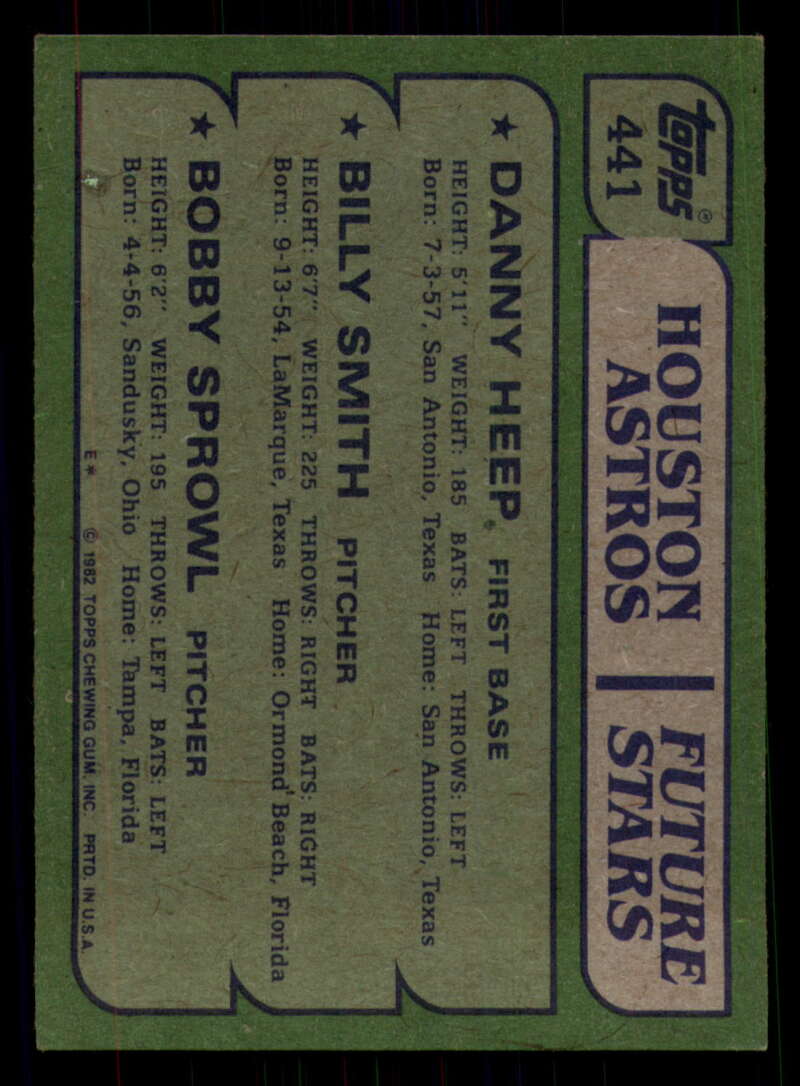 topps®
441
HOUSTON ASTROS
FUTURE STARS
★ DANNY HEEP FIRST BASE
HEIGHT: 5'11" WEIGHT: 185 BATS: LEFT THROWS: LEFT
Born: 7-3-57, San Antonio, Texas Home: San Antonio, Texas
★ BILLY SMITH PITCHER
HEIGHT: 6'7" WEIGHT: 225 THROWS: RIGHT BATS: RIGHT
Born: 9-13-54, LaMarque, Texas Home: Ormond Beach, Florida
★ BOBBY SPROWL PITCHER
HEIGHT: 6'2" WEIGHT: 195 THROWS: LEFT BATS: LEFT
Born: 4-4-56, Sandusky, Ohio Home: Tampa, Florida
E* © 1982 TOPPS CHEWING GUM, INC. PRTD. IN U.S.A.